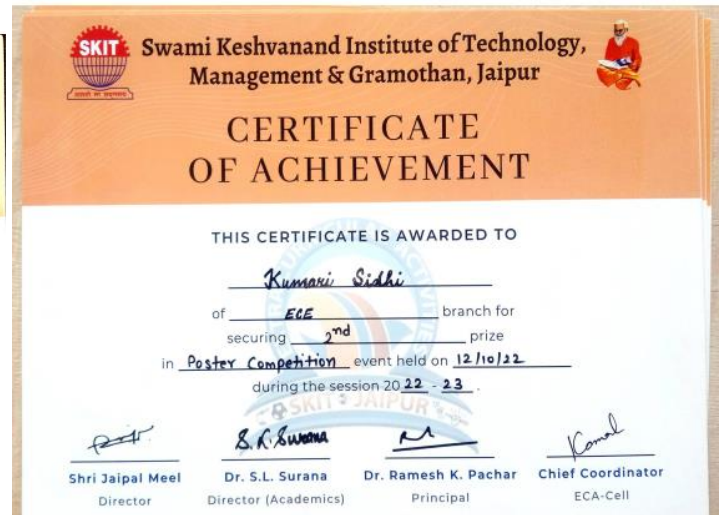 SKIT
Swami Keshvanand Institute of Technology,
Management & Gramothan, Jaipur
CERTIFICATE
OF ACHIEVEMENT
THIS CERTIFICATE IS AWARDED TO
Kumari Sidhi
of ECE branch for
securing 2nd prize
in Poster Competition event held on 12/10/22
during the session 20 22 - 23 .
SKIT JAIPUR
S.K.Surana
Komal
Shri Jaipal Meel Dr. S.L. Surana Dr. Ramesh K. Pachar Chief Coordinator
Director Director (Academics) Principal ECA-Cell